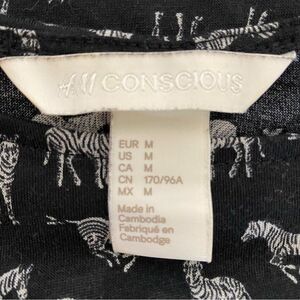 H&M CONSCIOUS
EUR M
US M
CA M
CN 170/96A
MX M
Made in
Cambodia
Fabriqué en
Cambodge